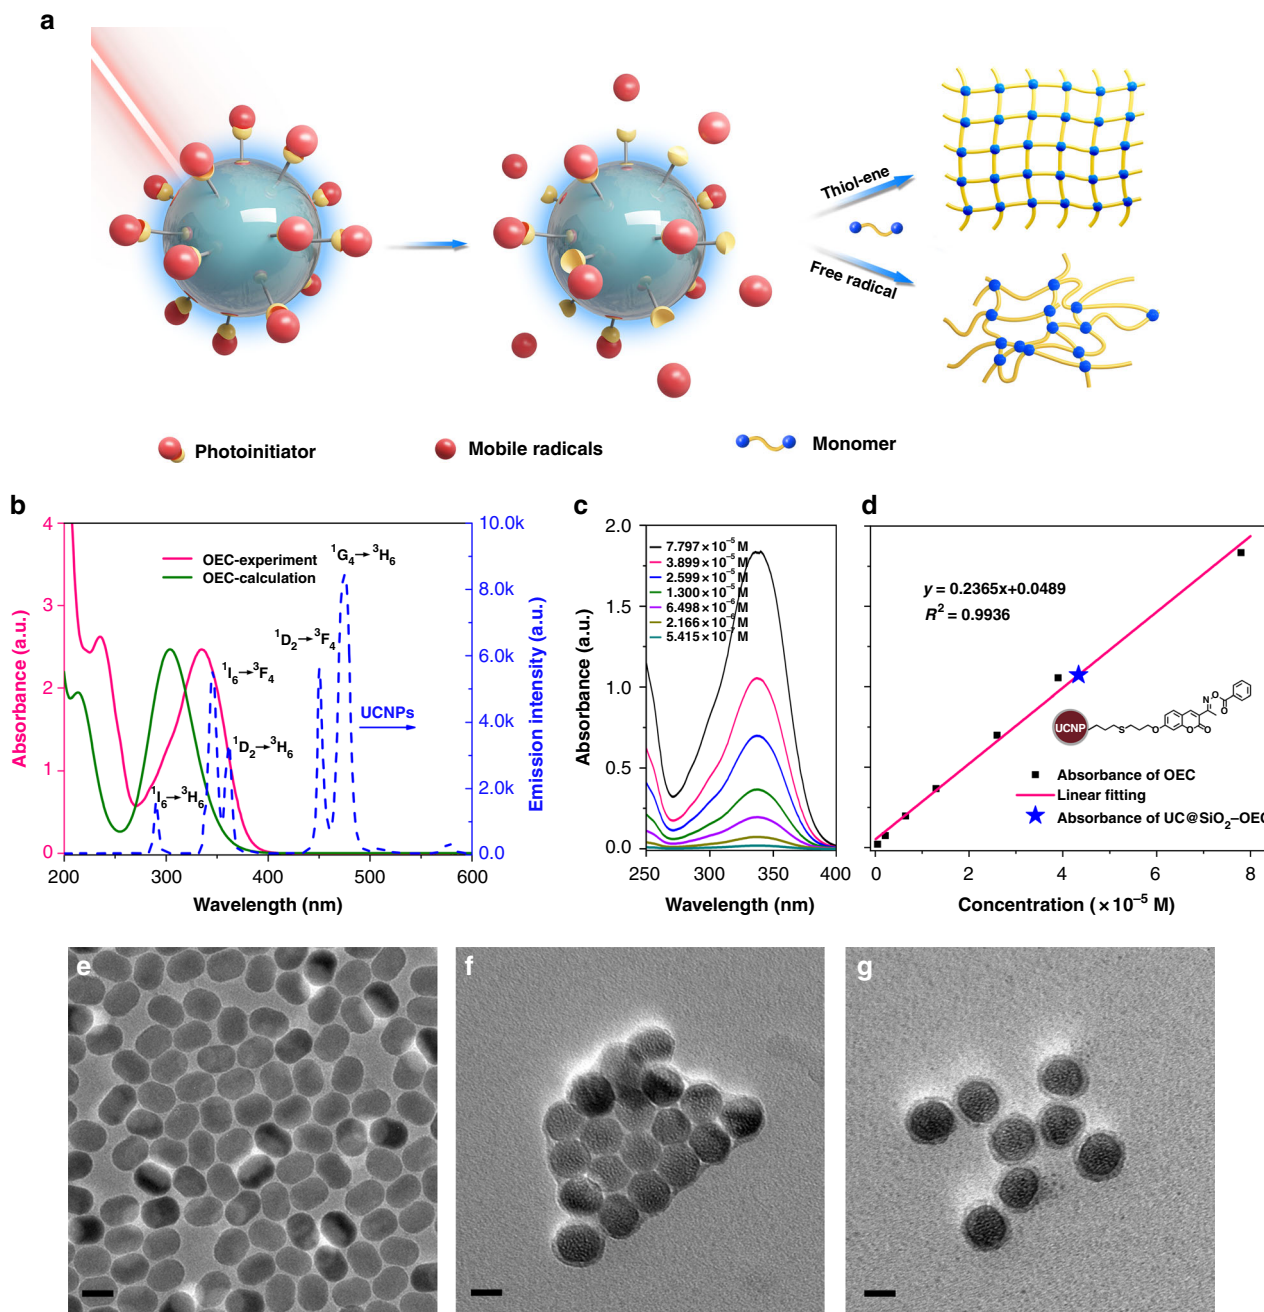 a
Thiol-ene
Free radical
Photoinitiator
Mobile radicals
Monomer
b
4
3
2
1
0
Absorbance (a.u.)
OEC-experiment
OEC-calculation
¹G₄→³H₆
¹D₂→³F₄
¹I₆→³F₄
¹D₂→³H₆
¹I₆→³H₆
UCNPs
10.0k
8.0k
6.0k
4.0k
2.0k
0.0
Emission intensity (a.u.)
200 300 400 500 600
Wavelength (nm)
c
2.0
1.5
1.0
0.5
0.0
Absorbance (a.u.)
7.797×10⁻⁵ M
3.899×10⁻⁵ M
2.599×10⁻⁵ M
1.300×10⁻⁵ M
6.498×10⁻⁶ M
2.166×10⁻⁶ M
5.415×10⁻⁷ M
250 300 350 400
Wavelength (nm)
d
y = 0.2365x+0.0489
R² = 0.9936
UCNP
S
O
O
O
N
O
O
Absorbance of OEC
Linear fitting
Absorbance of UC@SiO₂–OEC
0 2 4 6 8
Concentration (×10⁻⁵ M)
e
f
g